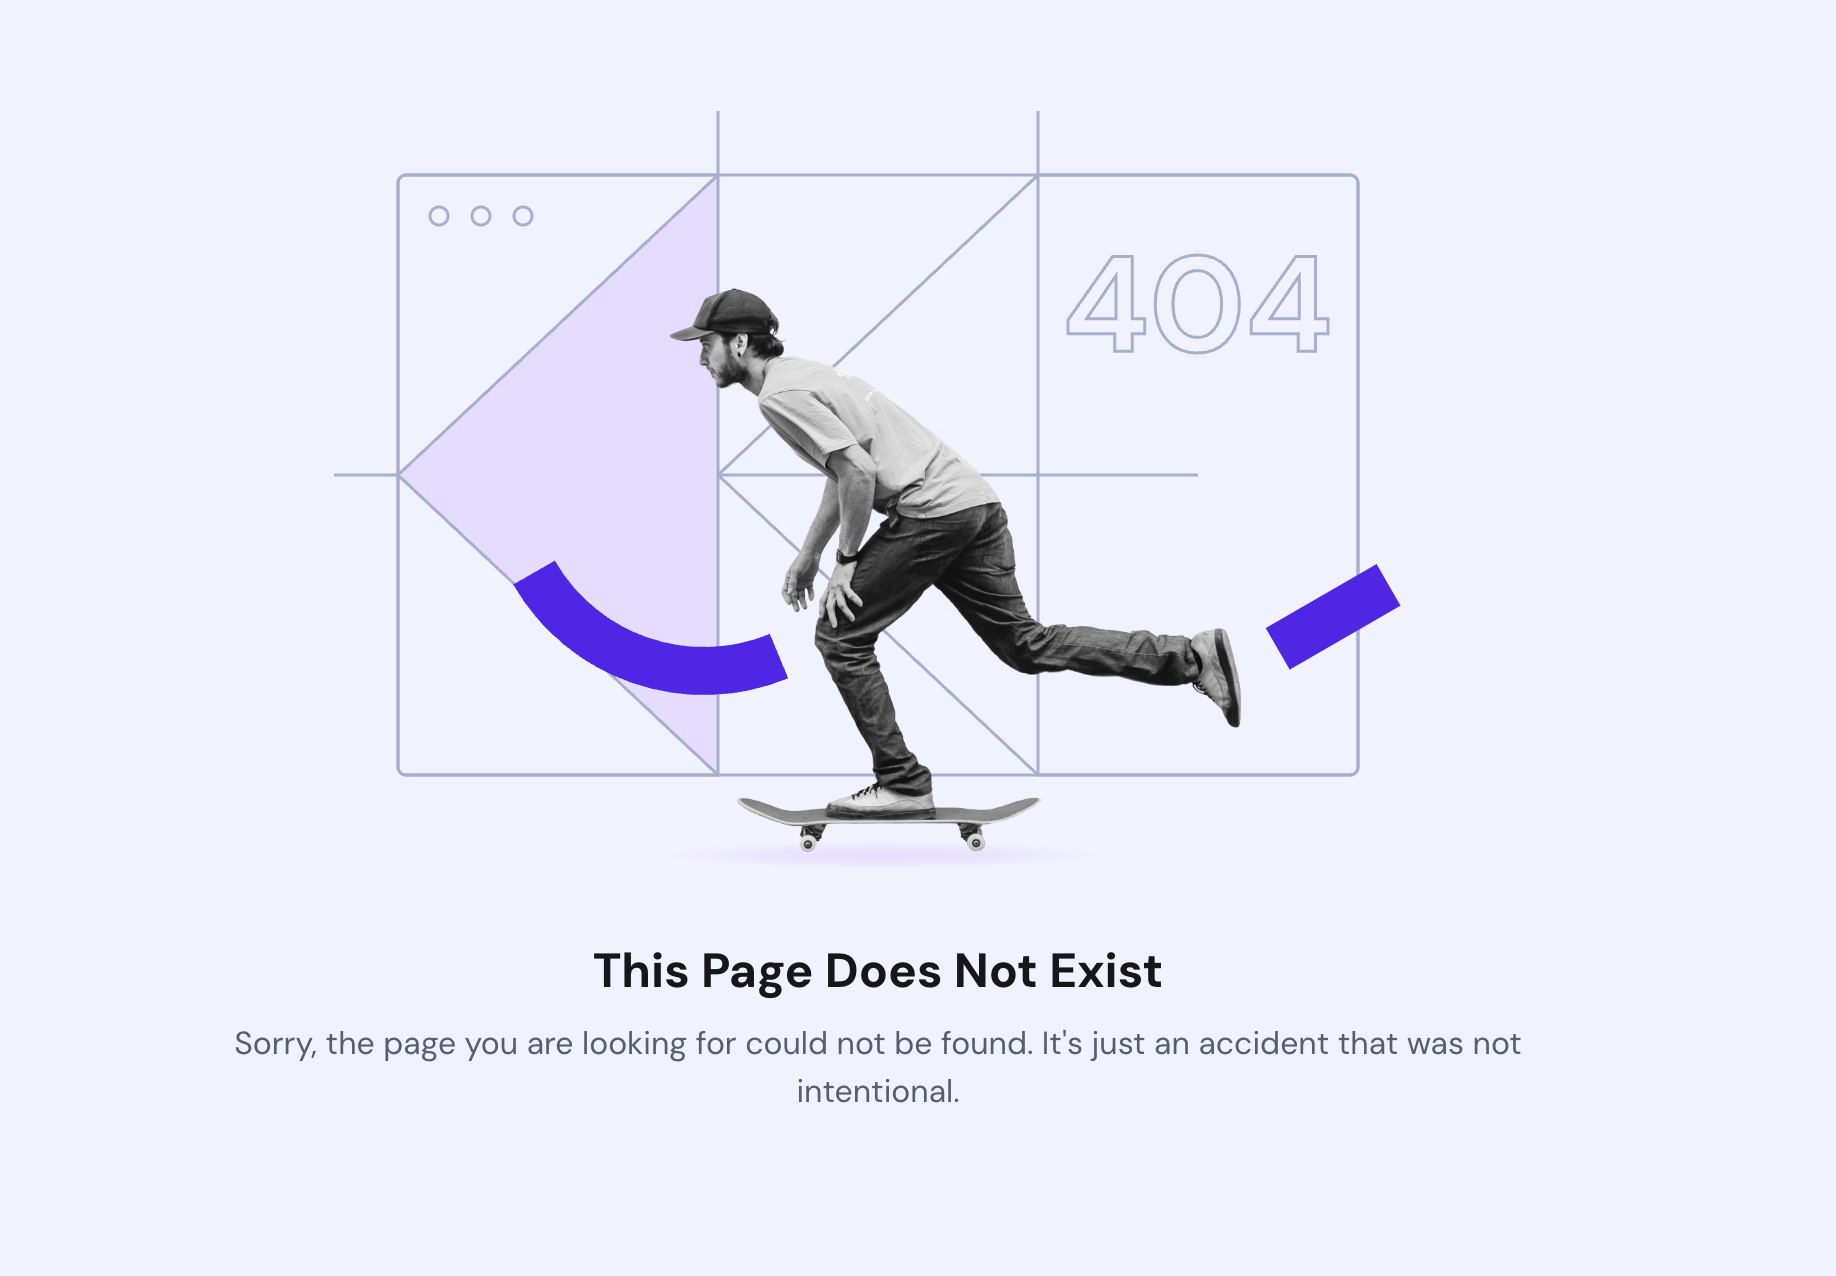 404
This Page Does Not Exist
Sorry, the page you are looking for could not be found. It's just an accident that was not
intentional.